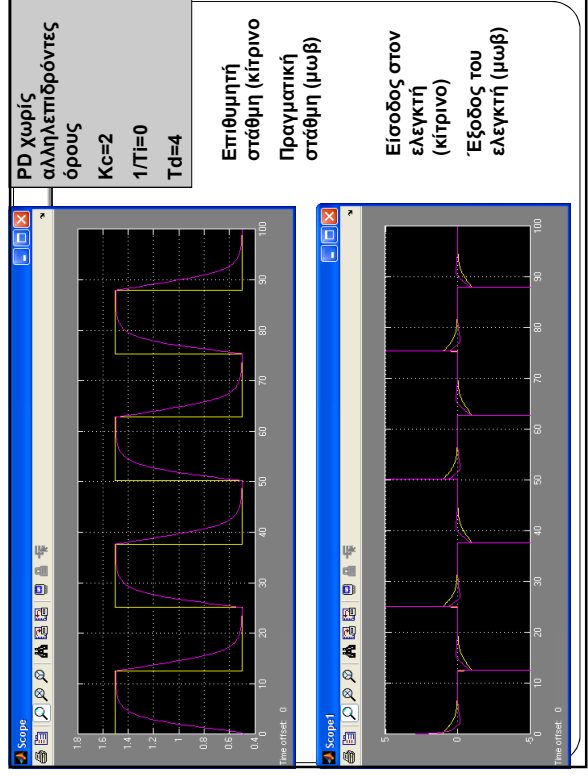 PD χωρίς
αλληλεπιδρόντες
όρους
Kc=2
1/Ti=0
Td=4
Επιθυμητή
στάθμη (κίτρινο
Πραγματική
στάθμη (μωβ)
Είσοδος στον
ελεγκτή
(κίτρινο)
Έξοδος του
ελεγκτή (μωβ)
Scope
1.8
1.6
1.4
1.2
1
0.8
0.6
0.4
0 10 20 30 40 50 60 70 80 90 100
Time offset: 0
Scope1
5
0
-5
0 10 20 30 40 50 60 70 80 90 100
Time offset: 0